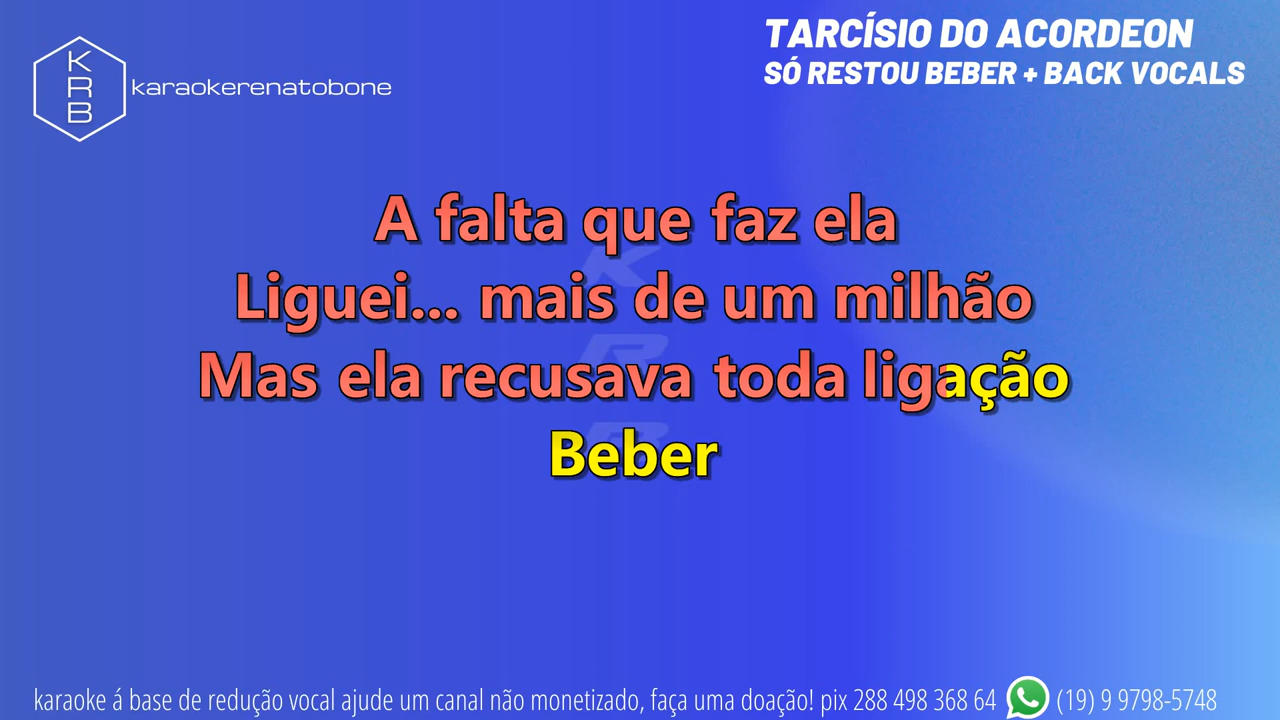 TARCÍSIO DO ACORDEON
SÓ RESTOU BEBER + BACK VOCALS
KRB
karaokerenatobone
A falta que faz ela
Liguei... mais de um milhão
Mas ela recusava toda ligação
Beber
KRB
karaoke á base de redução vocal ajude um canal não monetizado, faça uma doação! pix 288 498 368 64 (19) 9 9798-5748